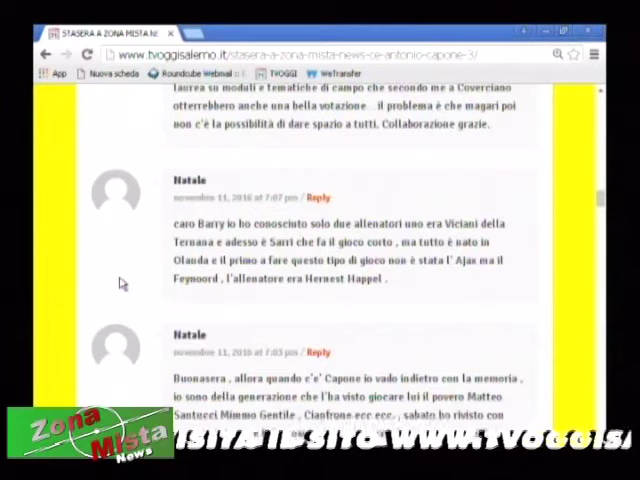 STASERA A ZONA MISTA NE
www.tvoggisalerno.it/stasera-a-zona-mista-news-ce-antonio-capone-3/
App Nuova scheda Roundcube Webmail :: TVOGGI WeTransfer
laurea su moduli e tematiche di campo che secondo me a Coverciano
otterrebbero anche una bella votazione... il problema è che magari poi
non c'è la possibilità di dare spazio a tutti. Collaborazione grazie.
Natale
novembre 11, 2016 at 7:07 pm / Reply
caro Barry io ho conosciuto solo due allenatori uno era Viciani della
Ternana e adesso è Sarri che fa il gioco corto , ma tutto è nato in
Olanda e il primo a fare questo tipo di gioco non è stata l' Ajax ma il
Feynoord , l'allenatore era Hernest Happel .
Natale
novembre 11, 2016 at 7:03 pm / Reply
Buonasera , allora quando c'e' Capone io vado indietro con la memoria ,
io sono della generazione che l'ha visto giocare lui il povero Matteo
Santucci Mimmo Gentile , Cianfrone ecc ecc. , sabato ho rivisto con
Zona
Mista
News
VISITA IL SITO WWW.TVOGGISA